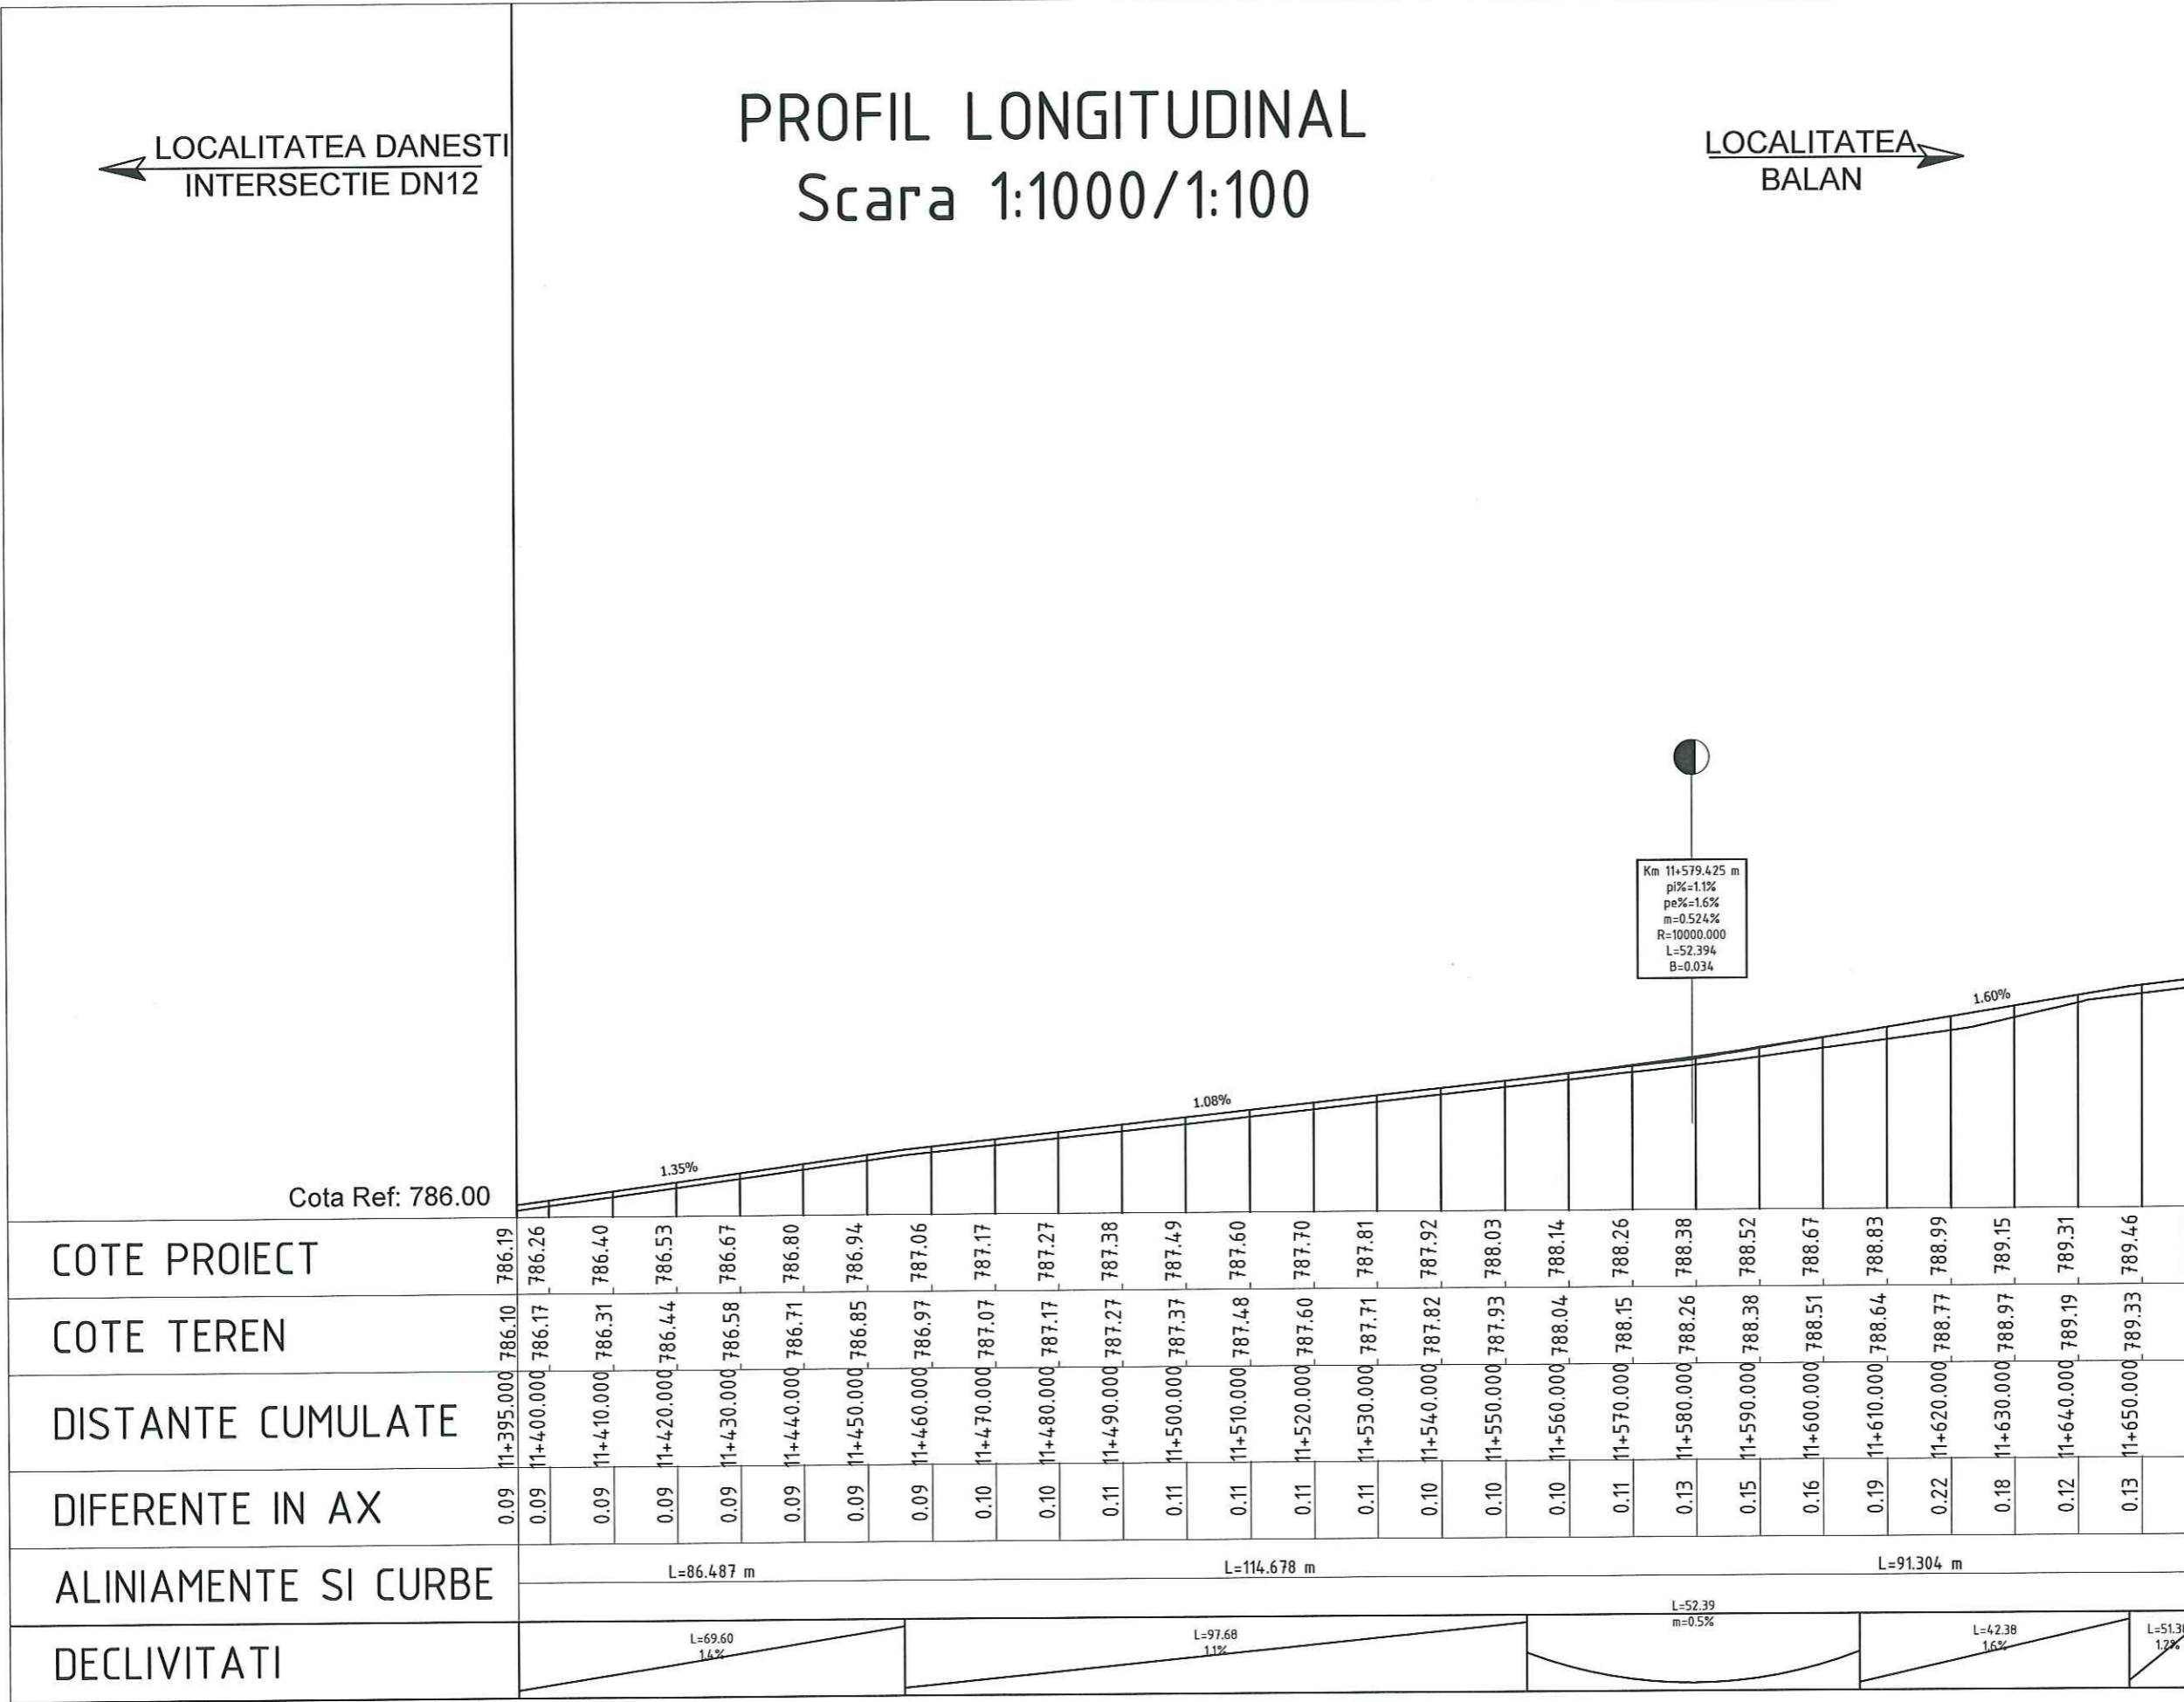 LOCALITATEA DANESTI
INTERSECTIE DN12
PROFIL LONGITUDINAL
Scara 1:1000/1:100
LOCALITATEA
BALAN
Km 11+579.425 m
pi%=1.1%
pe%=1.6%
m=0.524%
R=10000.000
L=52.394
B=0.034
1.60%
1.08%
1.35%
Cota Ref: 786.00
COTE PROIECT 786.19 786.26 786.40 786.53 786.67 786.80 786.94 787.06 787.17 787.27 787.38 787.49 787.60 787.70 787.81 787.92 788.03 788.14 788.26 788.38 788.52 788.67 788.83 788.99 789.15 789.31 789.46
COTE TEREN 786.10 786.17 786.31 786.44 786.58 786.71 786.85 786.97 787.07 787.17 787.27 787.37 787.48 787.60 787.71 787.82 787.93 788.04 788.15 788.26 788.38 788.51 788.64 788.77 788.97 789.19 789.33
DISTANTE CUMULATE 11+395.000 11+400.000 11+410.000 11+420.000 11+430.000 11+440.000 11+450.000 11+460.000 11+470.000 11+480.000 11+490.000 11+500.000 11+510.000 11+520.000 11+530.000 11+540.000 11+550.000 11+560.000 11+570.000 11+580.000 11+590.000 11+600.000 11+610.000 11+620.000 11+630.000 11+640.000 11+650.000
DIFERENTE IN AX 0.09 0.09 0.09 0.09 0.09 0.09 0.09 0.09 0.10 0.10 0.11 0.11 0.11 0.11 0.11 0.10 0.10 0.10 0.11 0.13 0.15 0.16 0.19 0.22 0.18 0.12 0.13
ALINIAMENTE SI CURBE L=86.487 m L=114.678 m L=91.304 m
DECLIVITATI
L=69.60
1.4%
L=97.68
1.1%
L=52.39
m=0.5%
L=42.38
1.6%
1.2%